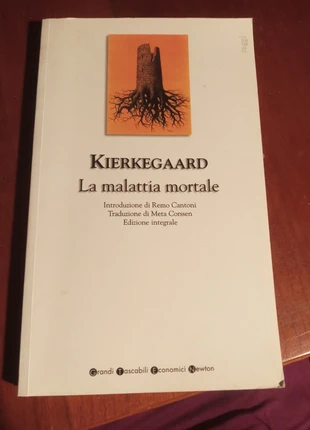 KIERKEGAARD
La malattia mortale
Introduzione di Remo Cantoni
Traduzione di Meta Corssen
Edizione integrale
Grandi Tascabili Economici Newton